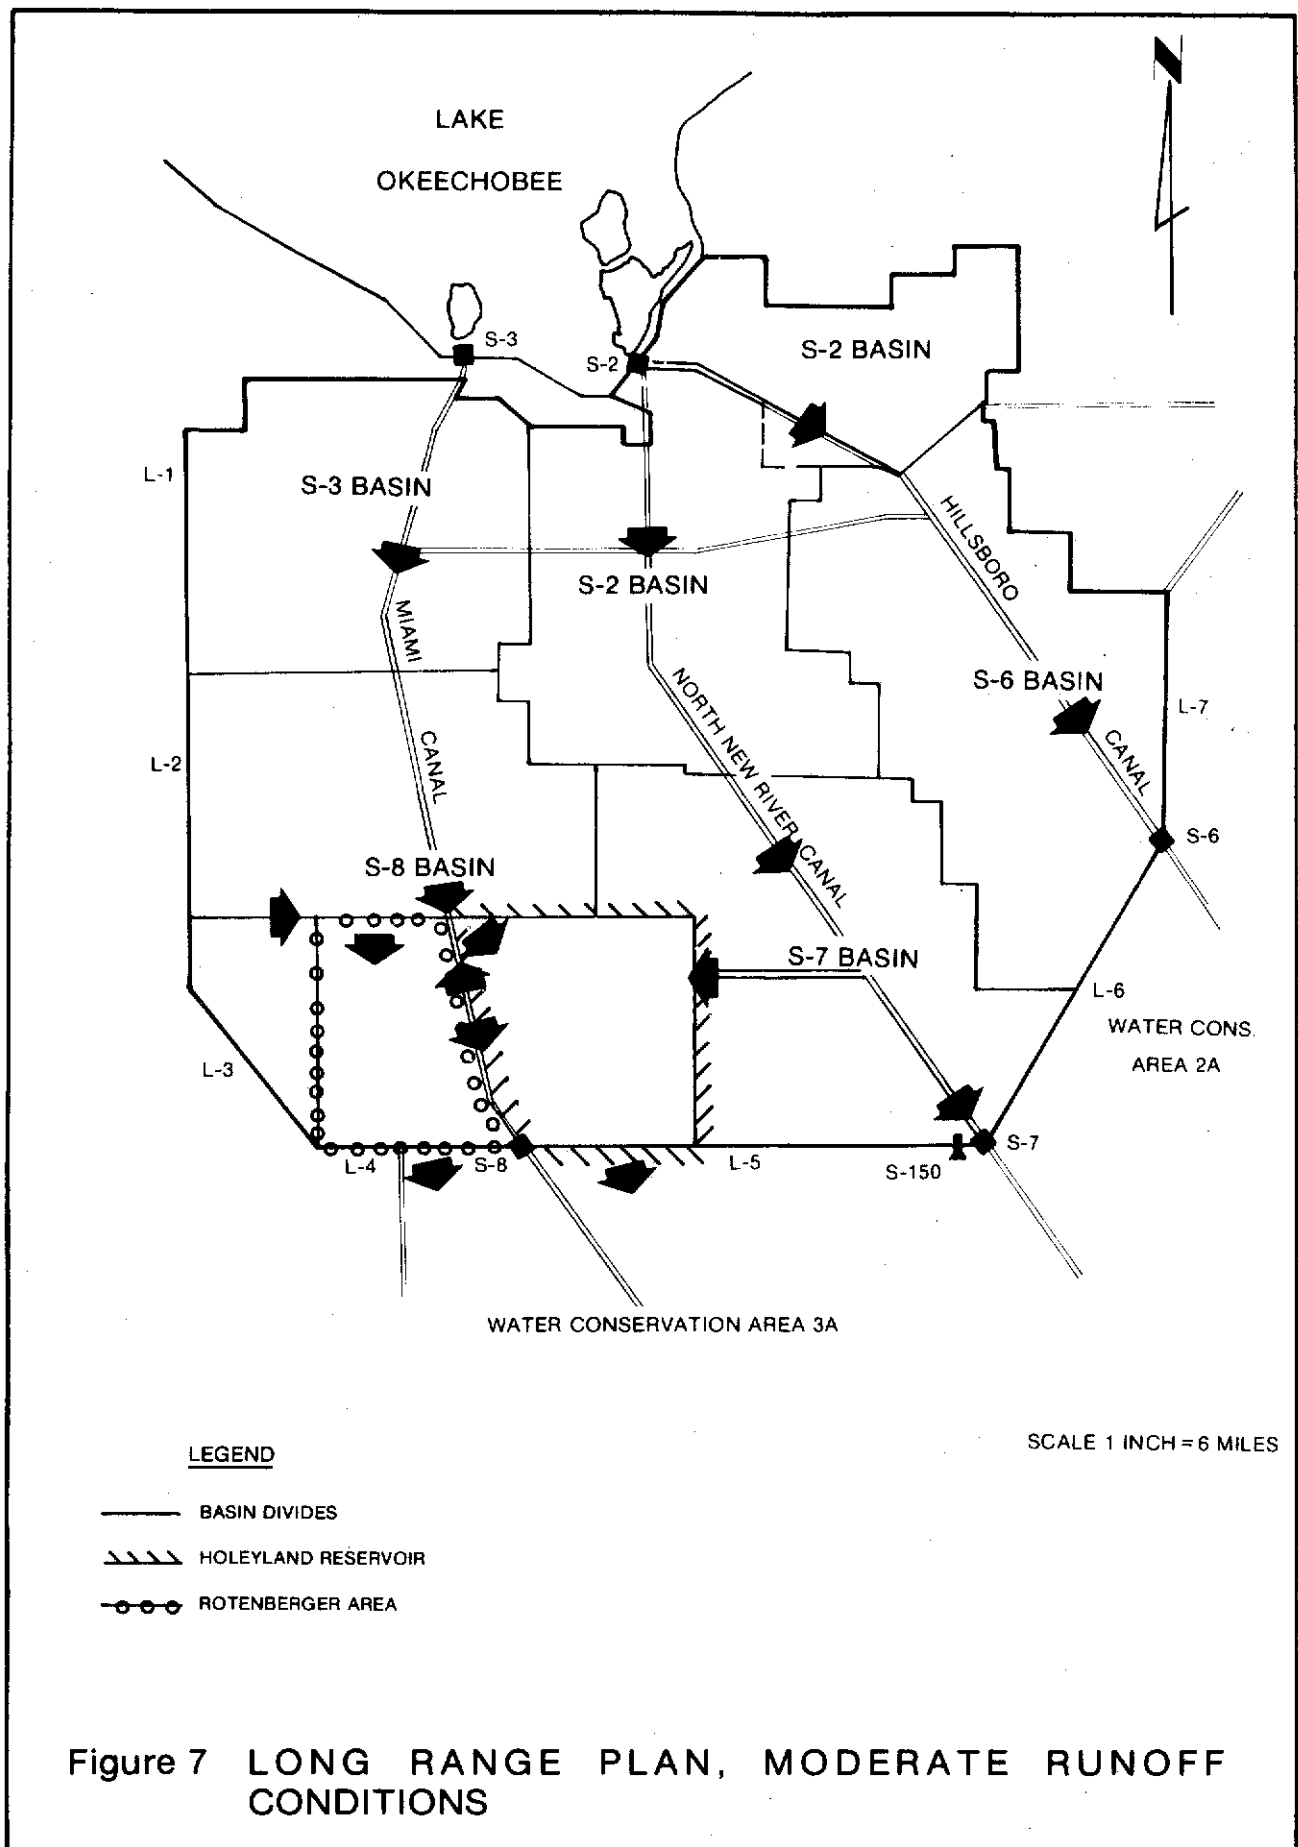 N
LAKE
OKEECHOBEE
S-3
S-2
S-2 BASIN
L-1
S-3 BASIN
HILLSBORO
S-2 BASIN
MIAMI
S-6 BASIN
NORTH NEW RIVER CANAL
L-7
CANAL
CANAL
L-2
S-6
S-8 BASIN
S-7 BASIN
L-6
WATER CONS.
AREA 2A
L-3
L-4
S-8
L-5
S-150
S-7
WATER CONSERVATION AREA 3A
SCALE 1 INCH = 6 MILES
LEGEND
BASIN DIVIDES
HOLEYLAND RESERVOIR
ROTENBERGER AREA
Figure 7 LONG RANGE PLAN, MODERATE RUNOFF
CONDITIONS